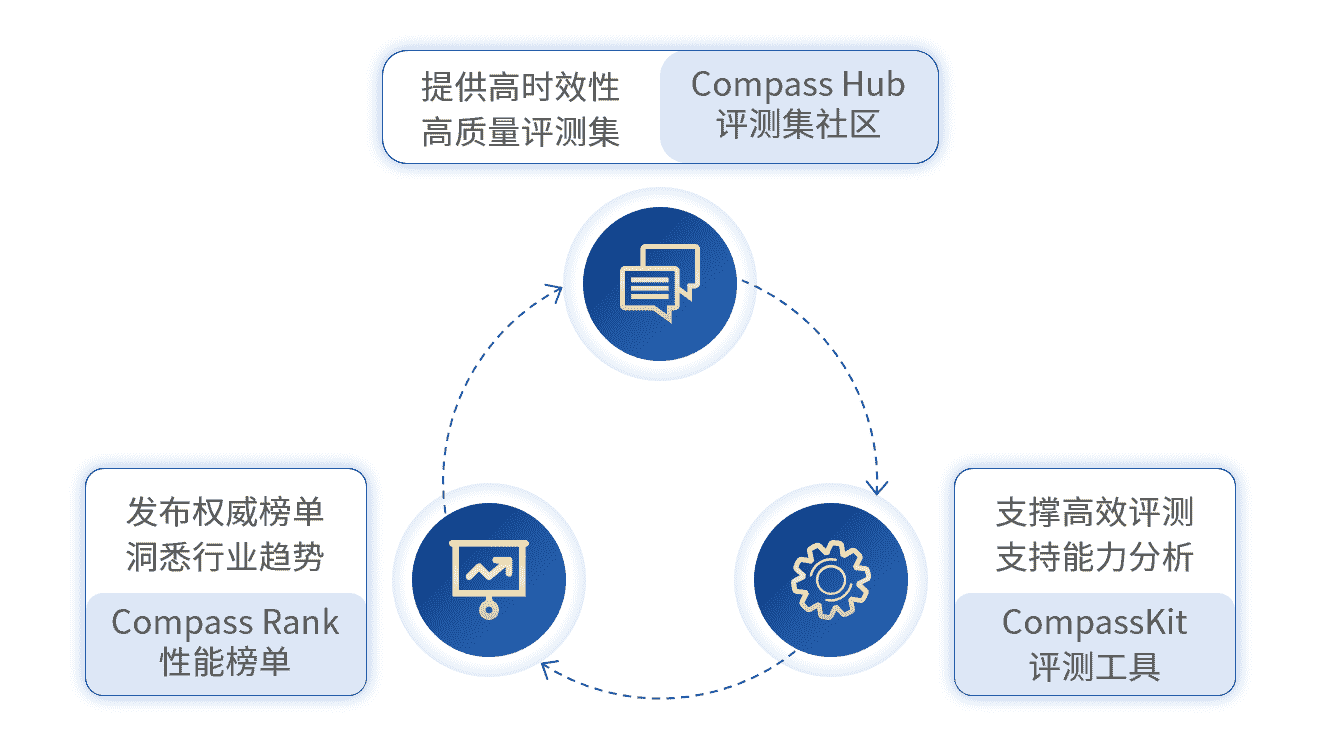 提供高时效性
高质量评测集
Compass Hub
评测集社区
发布权威榜单
洞悉行业趋势
Compass Rank
性能榜单
支撑高效评测
支持能力分析
CompassKit
评测工具